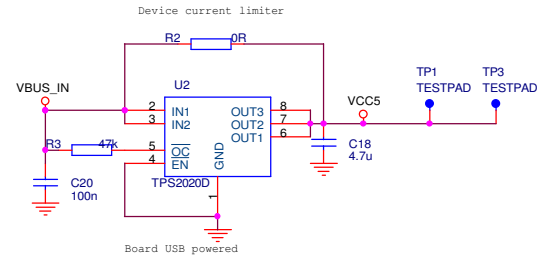 Device current limiter
R2 0R
TP1 TP3
TESTPAD TESTPAD
VBUS_IN U2 VCC5
2 IN1 OUT3 8
3 IN2 OUT2 7
OUT1 6
R3 47k
5 OC
4 EN
GND
C18
4.7u
C20
100n
TPS2020D
1
Board USB powered